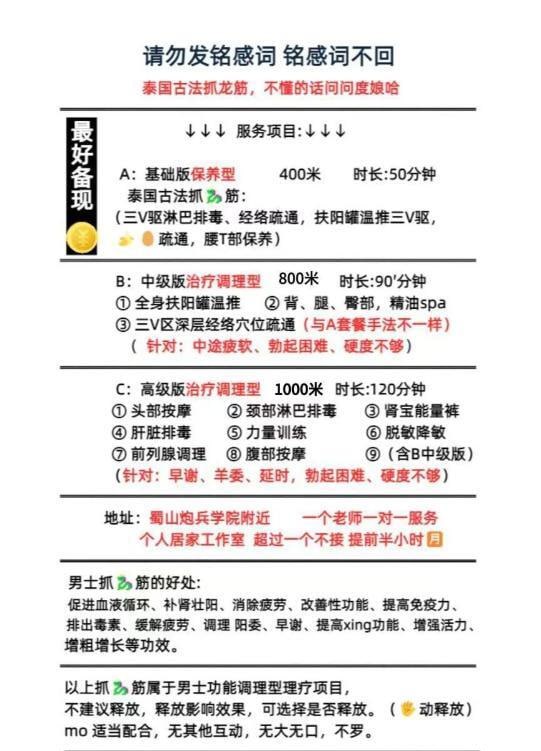 请勿发铭感词 铭感词不回
泰国古法抓龙筋，不懂的话问问度娘哈
↓↓↓ 服务项目:↓↓↓
最好备现
A：基础版保养型 400米 时长:50分钟
泰国古法抓🐉筋：
（三V驱淋巴排毒、经络疏通，扶阳罐温推三V驱，
🍌🥚疏通，腰T部保养）
B：中级版治疗调理型 800米 时长:90'分钟
① 全身扶阳罐温推 ② 背、腿、臀部，精油spa
③ 三V区深层经络穴位疏通（与A套餐手法不一样）
（ 针对：中途疲软、勃起困难、硬度不够）
C：高级版治疗调理型 1000米 时长:120分钟
① 头部按摩 ② 颈部淋巴排毒 ③ 肾宝能量裤
④ 肝脏排毒 ⑤ 力量训练 ⑥ 脱敏降敏
⑦ 前列腺调理 ⑧ 腹部按摩 ⑨（含B中级版）
（针对：早谢、羊委、延时，勃起困难、硬度不够）
地址：蜀山炮兵学院附近 一个老师一对一服务
个人居家工作室 超过一个不接 提前半小时🈷
男士抓🐉筋的好处：
促进血液循环、补肾壮阳、消除疲劳、改善性功能、提高免疫力、
排出毒素、缓解疲劳、调理 阳委、早谢、提高xing功能、增强活力、
增粗增长等功效。
以上抓🐉筋属于男士功能调理型理疗项目，
不建议释放，释放影响效果，可选择是否释放。（🖐动释放）
mo 适当配合，无其他互动，无大无口，不罗。